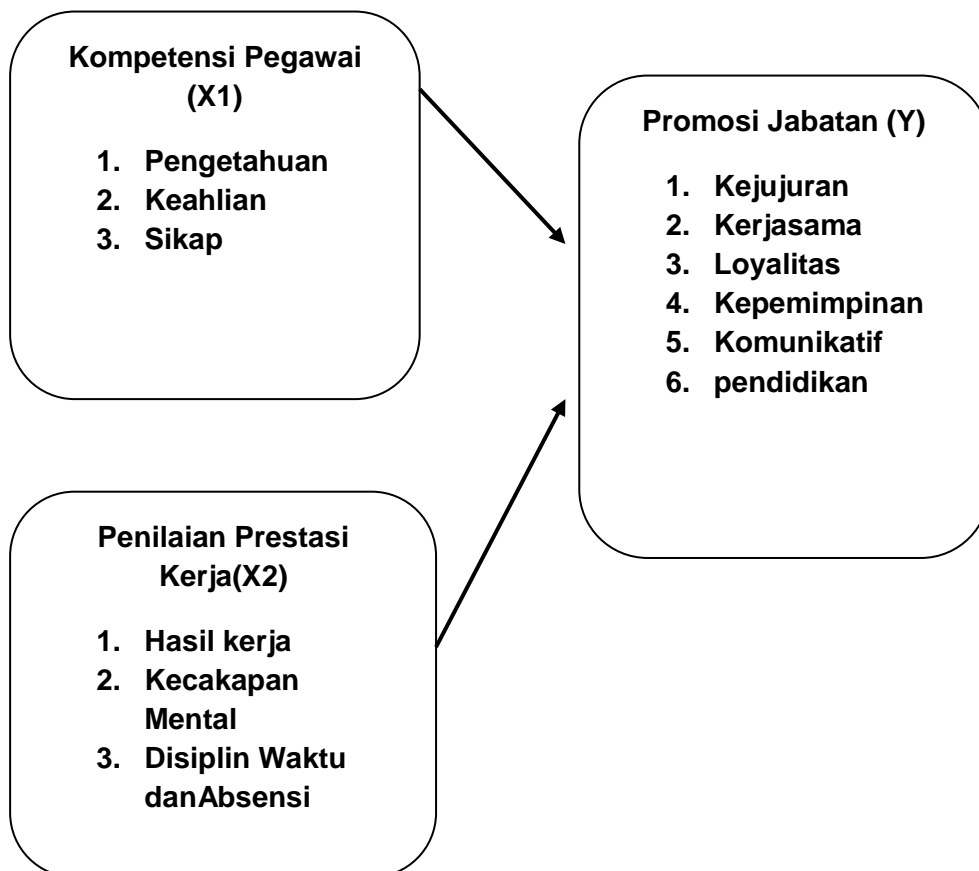 Kompetensi Pegawai
(X1)
1. Pengetahuan
2. Keahlian
3. Sikap
Promosi Jabatan (Y)
1. Kejujuran
2. Kerjasama
3. Loyalitas
4. Kepemimpinan
5. Komunikatif
6. pendidikan
Penilaian Prestasi
Kerja(X2)
1. Hasil kerja
2. Kecakapan
Mental
3. Disiplin Waktu
danAbsensi